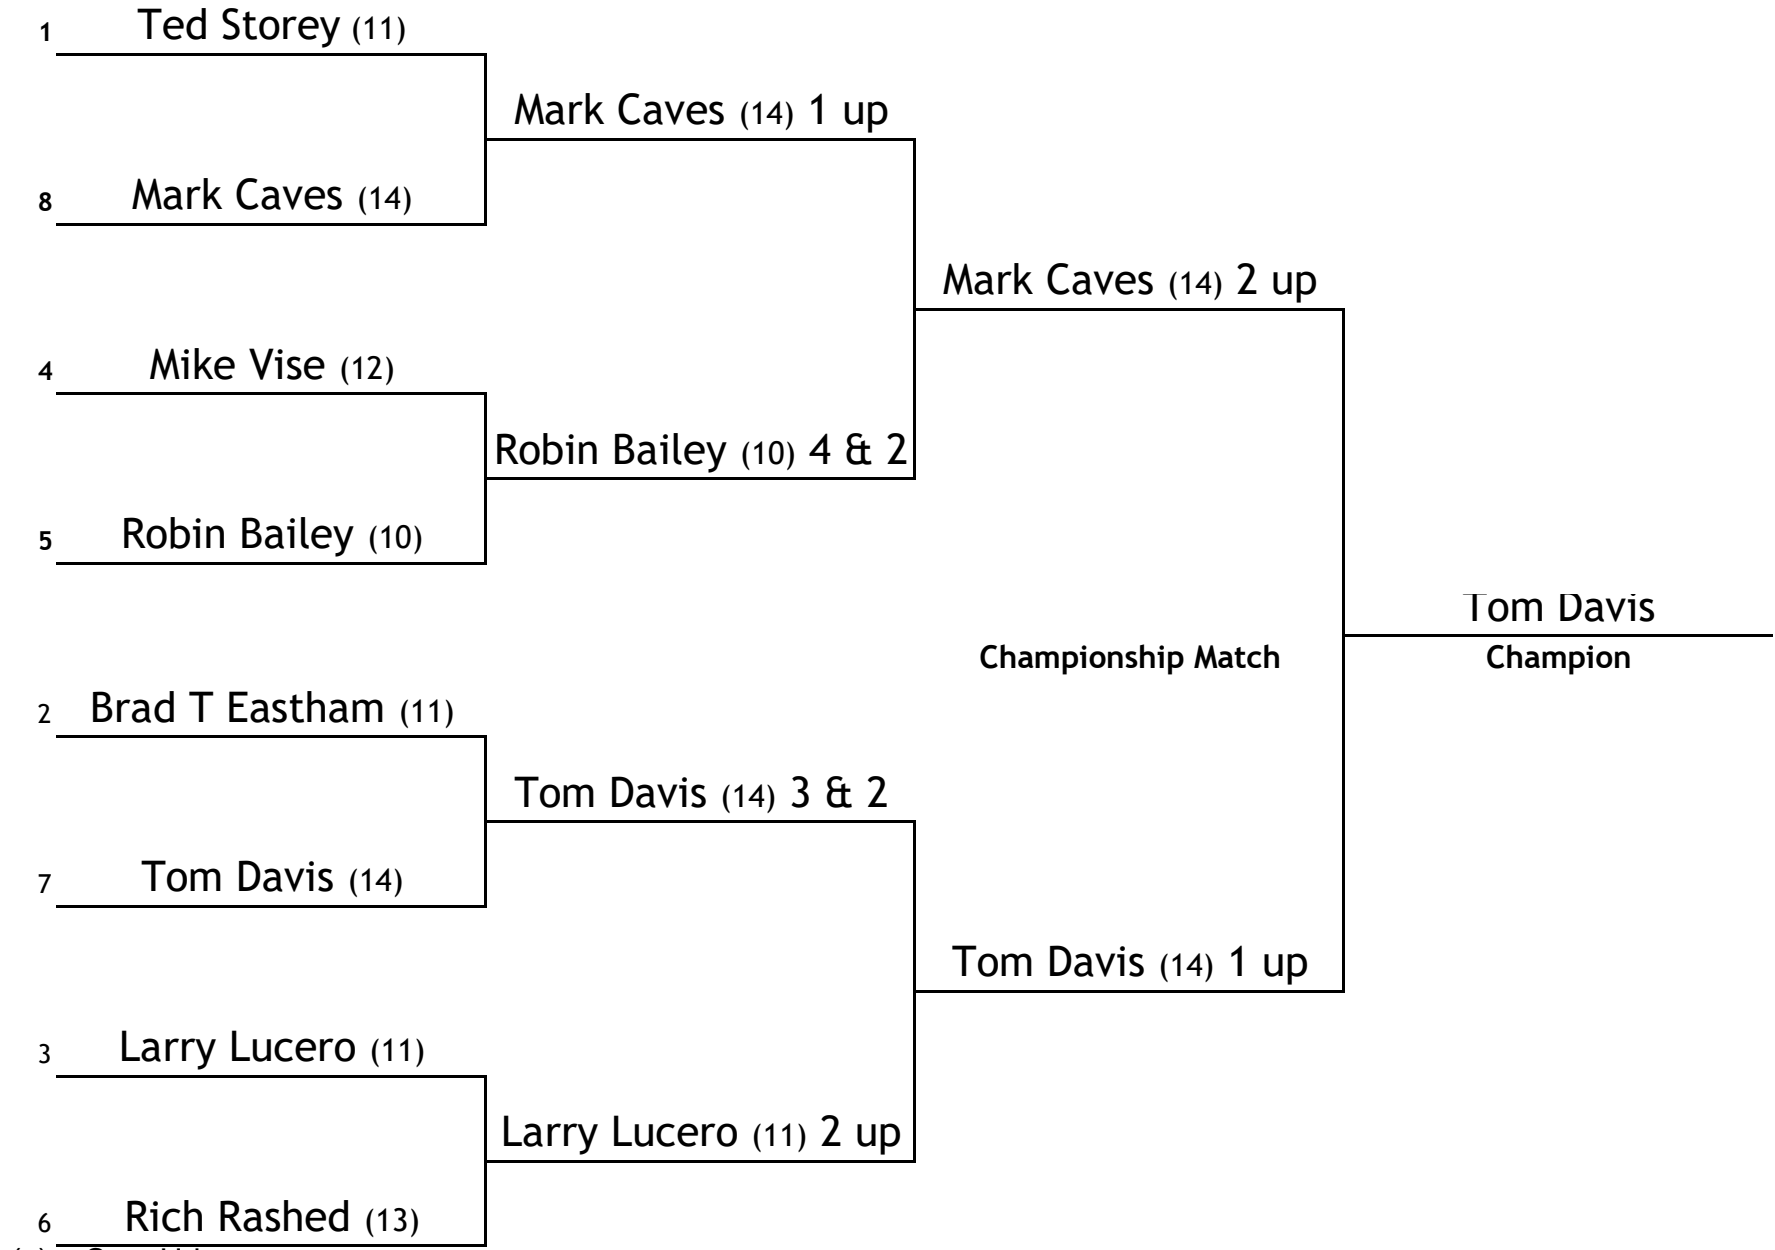 1 Ted Storey (11)
Mark Caves (14) 1 up
8 Mark Caves (14)
Mark Caves (14) 2 up
4 Mike Vise (12)
Robin Bailey (10) 4 & 2
5 Robin Bailey (10)
Tom Davis
Championship Match
Champion
2 Brad T Eastham (11)
Tom Davis (14) 3 & 2
7 Tom Davis (14)
Tom Davis (14) 1 up
3 Larry Lucero (11)
Larry Lucero (11) 2 up
6 Rich Rashed (13)